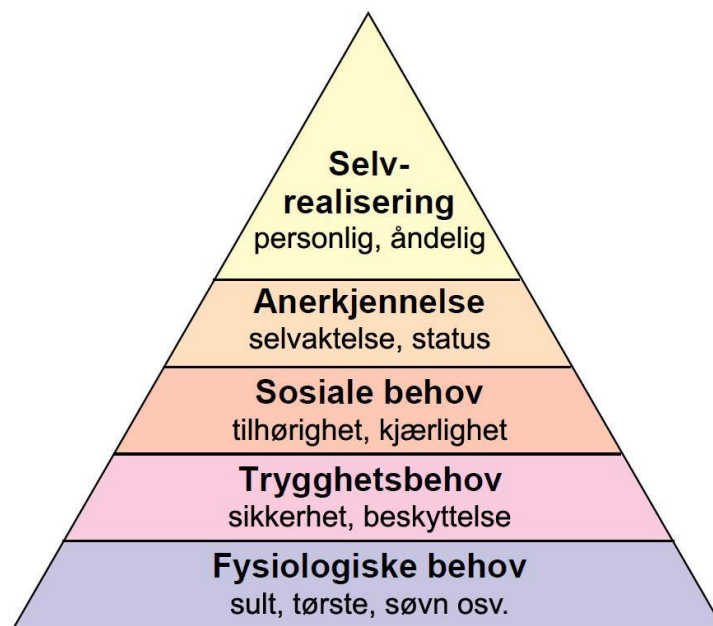 Selv-
realisering
personlig, åndelig
Anerkjennelse
selvaktelse, status
Sosiale behov
tilhørighet, kjærlighet
Trygghetsbehov
sikkerhet, beskyttelse
Fysiologiske behov
sult, tørste, søvn osv.